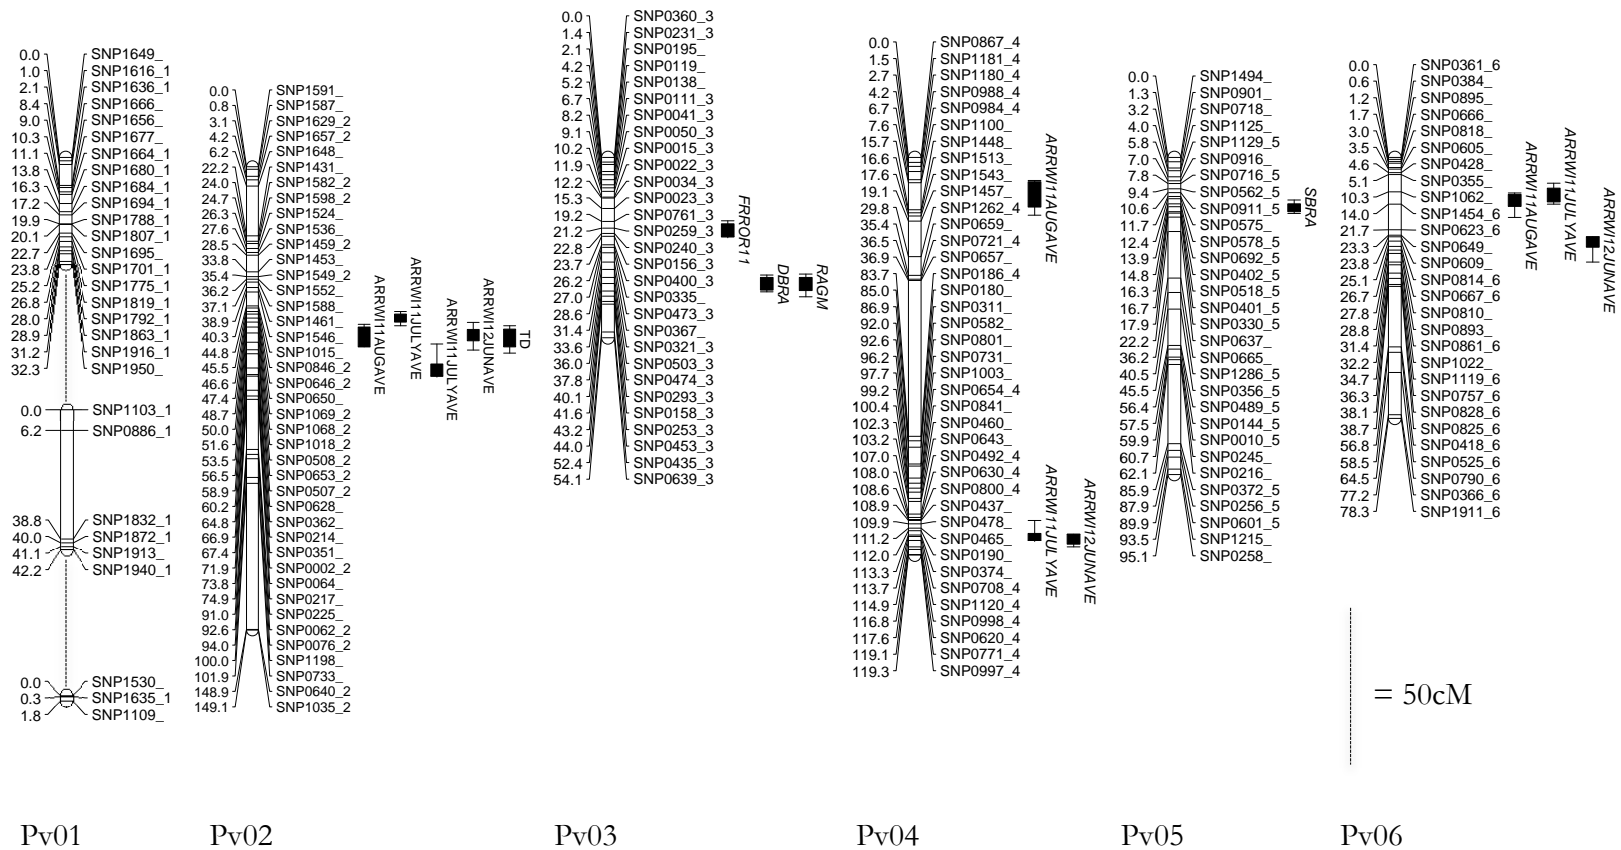 0.0 SNP1649_
1.0 SNP1616_1
2.1 SNP1636_1
8.4 SNP1666_
9.0 SNP1656_
10.3 SNP1677_
11.1 SNP1664_1
13.8 SNP1680_1
16.3 SNP1684_1
17.2 SNP1694_1
19.9 SNP1788_1
20.1 SNP1807_1
22.7 SNP1695_
23.8 SNP1701_1
25.2 SNP1775_1
26.8 SNP1819_1
28.0 SNP1792_1
28.9 SNP1863_1
31.2 SNP1916_1
32.3 SNP1950_
0.0 SNP1103_1
6.2 SNP0886_1
38.8 SNP1832_1
40.0 SNP1872_1
41.1 SNP1913_
42.2 SNP1940_1
0.0 SNP1530_
0.3 SNP1635_1
1.8 SNP1109_
Pv01
0.0 SNP1591_
0.8 SNP1587_
3.1 SNP1629_2
4.2 SNP1657_2
6.2 SNP1648_
22.2 SNP1431_
24.0 SNP1582_2
24.7 SNP1598_2
26.3 SNP1524_
27.6 SNP1536_
28.5 SNP1459_2
33.8 SNP1453_
35.4 SNP1549_2
36.2 SNP1552_
37.1 SNP1588_
38.9 SNP1461_
40.3 SNP1546_
44.8 SNP1015_
45.5 SNP0846_2
46.6 SNP0646_2
47.4 SNP0650_
48.7 SNP1069_2
50.0 SNP1068_2
51.6 SNP1018_2
53.5 SNP0508_2
56.5 SNP0653_2
58.9 SNP0507_2
60.2 SNP0628_
64.8 SNP0362_
66.9 SNP0214_
67.4 SNP0351_
71.9 SNP0002_2
73.8 SNP0064_
74.9 SNP0217_
91.0 SNP0225_
92.6 SNP0062_2
94.0 SNP0076_2
100.0 SNP1198_
101.9 SNP0733_
148.9 SNP0640_2
149.1 SNP1035_2
ARRWI11AUGAVE
ARRWI11JULYAVE
ARRWI11JULYAVE
ARRWI12JUNAVE
TD
Pv02
0.0 SNP0360_3
1.4 SNP0231_3
2.1 SNP0195_
4.2 SNP0119_
5.2 SNP0138_
6.7 SNP0111_3
8.2 SNP0041_3
9.1 SNP0050_3
10.2 SNP0015_3
11.9 SNP0022_3
12.2 SNP0034_3
15.3 SNP0023_3
19.2 SNP0761_3
21.2 SNP0259_3
22.8 SNP0240_3
23.7 SNP0156_3
26.2 SNP0400_3
27.0 SNP0335_
28.6 SNP0473_3
31.4 SNP0367_
33.6 SNP0321_3
36.0 SNP0503_3
37.8 SNP0474_3
40.1 SNP0293_3
41.6 SNP0158_3
43.2 SNP0253_3
44.0 SNP0453_3
52.4 SNP0435_3
54.1 SNP0639_3
FRROR11
DBRA
RAGM
Pv03
0.0 SNP0867_4
1.5 SNP1181_4
2.7 SNP1180_4
4.2 SNP0988_4
6.7 SNP0984_4
7.6 SNP1100_
15.7 SNP1448_
16.6 SNP1513_
17.6 SNP1543_
19.1 SNP1457_
29.8 SNP1262_4
35.4 SNP0659_
36.5 SNP0721_4
36.9 SNP0657_
83.7 SNP0186_4
85.0 SNP0180_
86.9 SNP0311_
92.0 SNP0582_
92.6 SNP0801_
96.2 SNP0731_
97.7 SNP1003_
99.2 SNP0654_4
100.4 SNP0841_
102.3 SNP0460_
103.2 SNP0643_
107.0 SNP0492_4
108.0 SNP0630_4
108.6 SNP0800_4
108.9 SNP0437_
109.9 SNP0478_
111.2 SNP0465_
112.0 SNP0190_
113.3 SNP0374_
113.7 SNP0708_4
114.9 SNP1120_4
116.8 SNP0998_4
117.6 SNP0620_4
119.1 SNP0771_4
119.3 SNP0997_4
ARRWI11AUGAVE
ARRWI11JULYAVE
ARRWI12JUNAVE
Pv04
0.0 SNP1494_
1.3 SNP0901_
3.2 SNP0718_
4.0 SNP1125_
5.8 SNP1129_5
7.0 SNP0916_
7.8 SNP0716_5
9.4 SNP0562_5
10.6 SNP0911_5
11.7 SNP0575_
12.4 SNP0578_5
13.9 SNP0692_5
14.8 SNP0402_5
16.3 SNP0518_5
16.7 SNP0401_5
17.9 SNP0330_5
22.2 SNP0637_
36.2 SNP0665_
40.5 SNP1286_5
45.5 SNP0356_5
56.4 SNP0489_5
57.5 SNP0144_5
59.9 SNP0010_5
60.7 SNP0245_
62.1 SNP0216_
85.9 SNP0372_5
87.9 SNP0256_5
89.9 SNP0601_5
93.5 SNP1215_
95.1 SNP0258_
SBRA
Pv05
0.0 SNP0361_6
0.6 SNP0384_
1.2 SNP0895_
1.7 SNP0666_
3.0 SNP0818_
3.5 SNP0605_
4.6 SNP0428_
5.1 SNP0355_
10.3 SNP1062_
14.0 SNP1454_6
21.7 SNP0623_6
23.3 SNP0649_
23.8 SNP0609_
25.1 SNP0814_6
26.7 SNP0667_6
27.8 SNP0810_
28.8 SNP0893_
31.4 SNP0861_6
32.2 SNP1022_
34.7 SNP1119_6
36.3 SNP0757_6
38.1 SNP0828_6
38.7 SNP0825_6
56.8 SNP0418_6
58.5 SNP0525_6
64.5 SNP0790_6
77.2 SNP0366_6
78.3 SNP1911_6
ARRWI11AUGAVE
ARRWI11JULYAVE
ARRWI12JUNAVE
= 50cM
Pv06